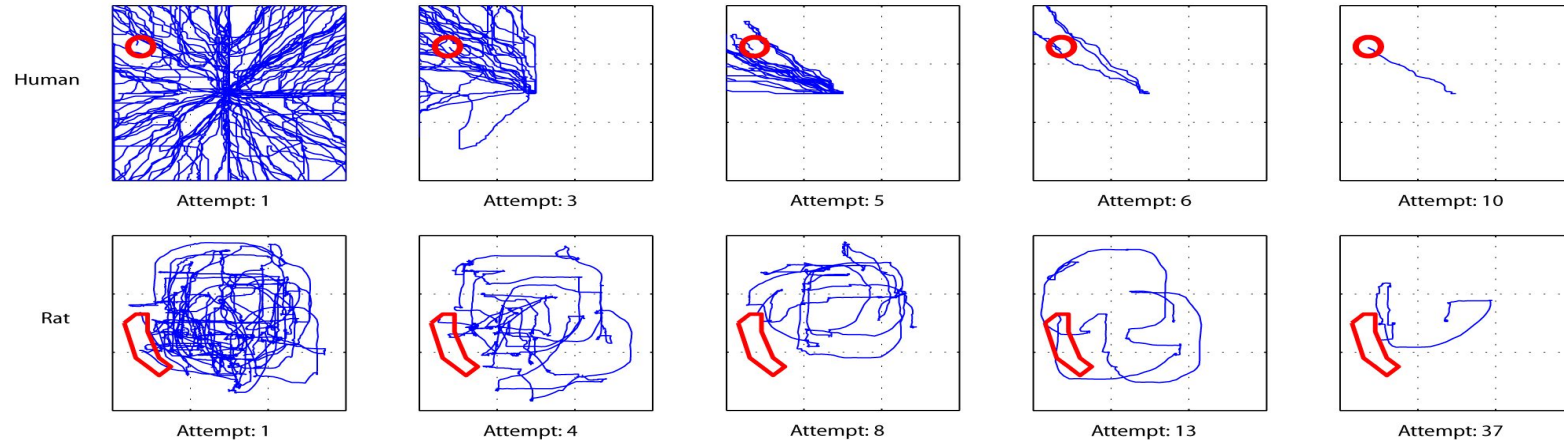 Human
Attempt: 1
Attempt: 3
Attempt: 5
Attempt: 6
Attempt: 10
Rat
Attempt: 1
Attempt: 4
Attempt: 8
Attempt: 13
Attempt: 37